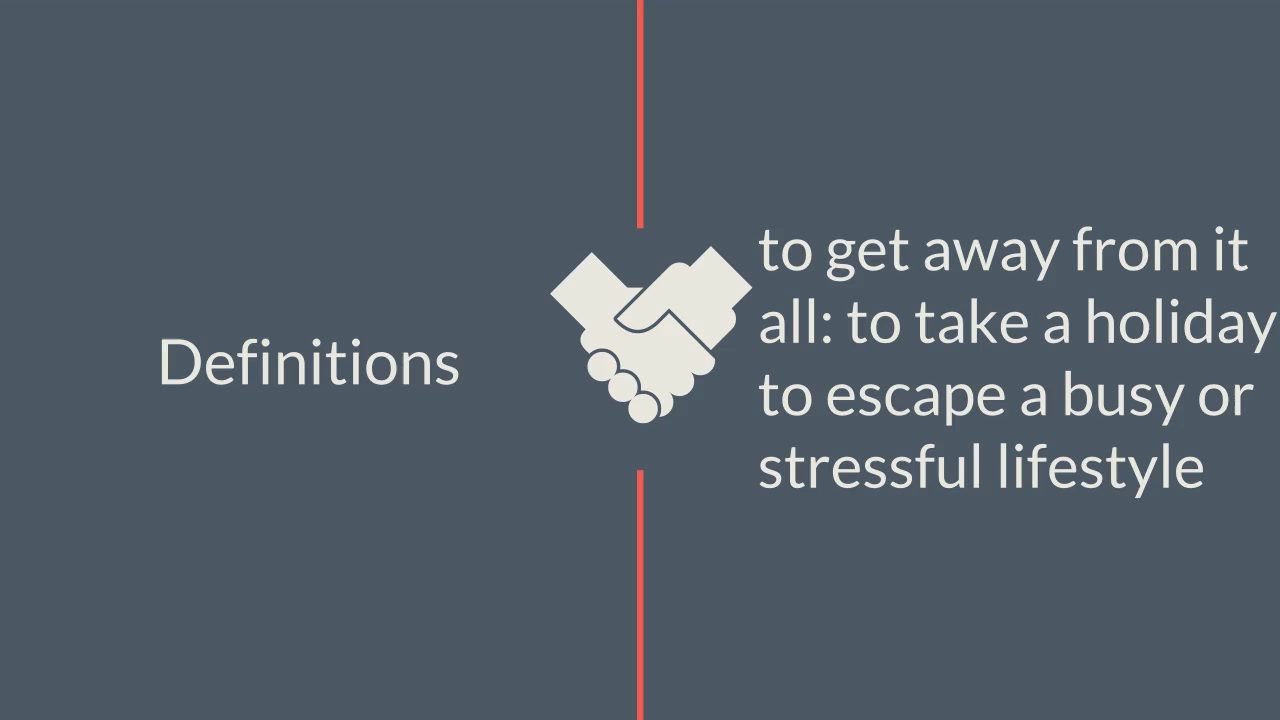 Definitions
to get away from it
all: to take a holiday
to escape a busy or
stressful lifestyle